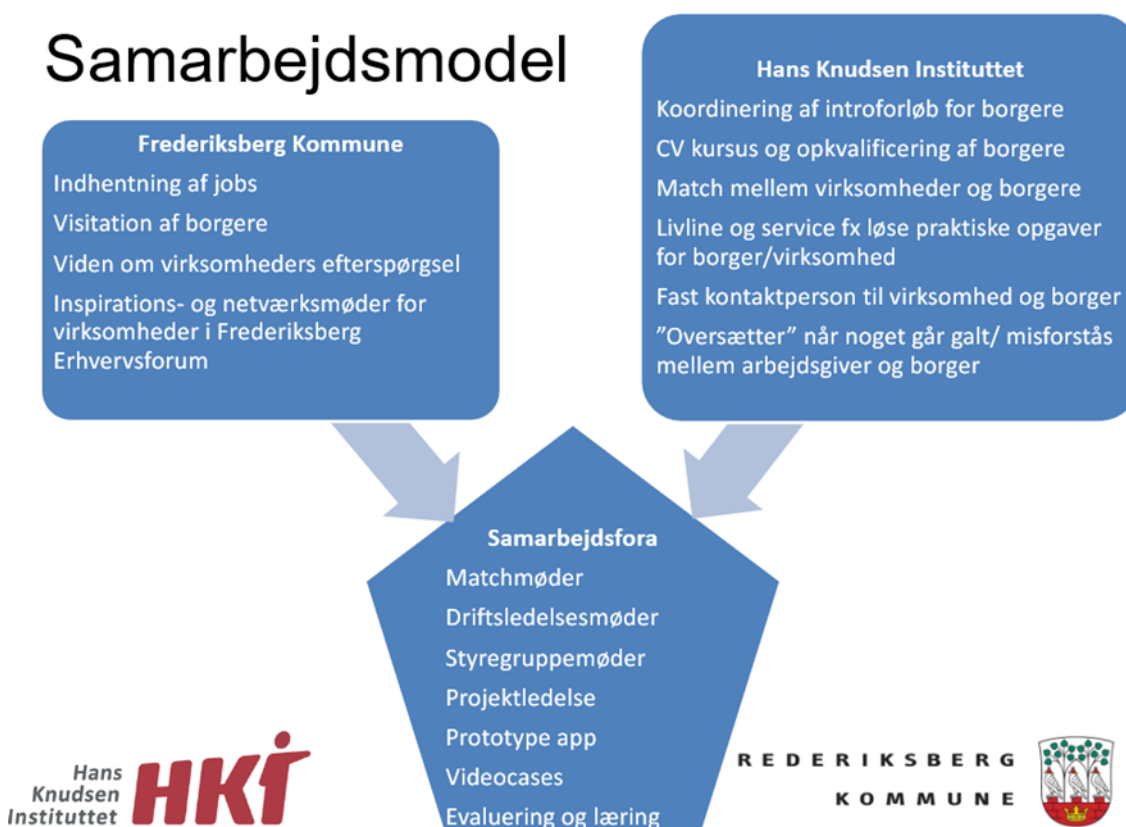 Samarbejdsmodel
Frederiksberg Kommune
Indhentning af jobs
Visitation af borgere
Viden om virksomheders efterspørgsel
Inspirations- og netværksmøder for
virksomheder i Frederiksberg
Erhvervsforum
Hans Knudsen Instituttet
Koordinering af introforløb for borgere
CV kursus og opkvalificering af borgere
Match mellem virksomheder og borgere
Livline og service fx løse praktiske opgaver
for borger/virksomhed
Fast kontaktperson til virksomhed og borger
”Oversætter” når noget går galt/ misforstås
mellem arbejdsgiver og borger
Samarbejdsfora
Matchmøder
Driftsledelsesmøder
Styregruppemøder
Projektledelse
Prototype app
Videocases
Evaluering og læring
Hans
Knudsen
Instituttet
HKI
REDERIKSBERG
KOMMUNE